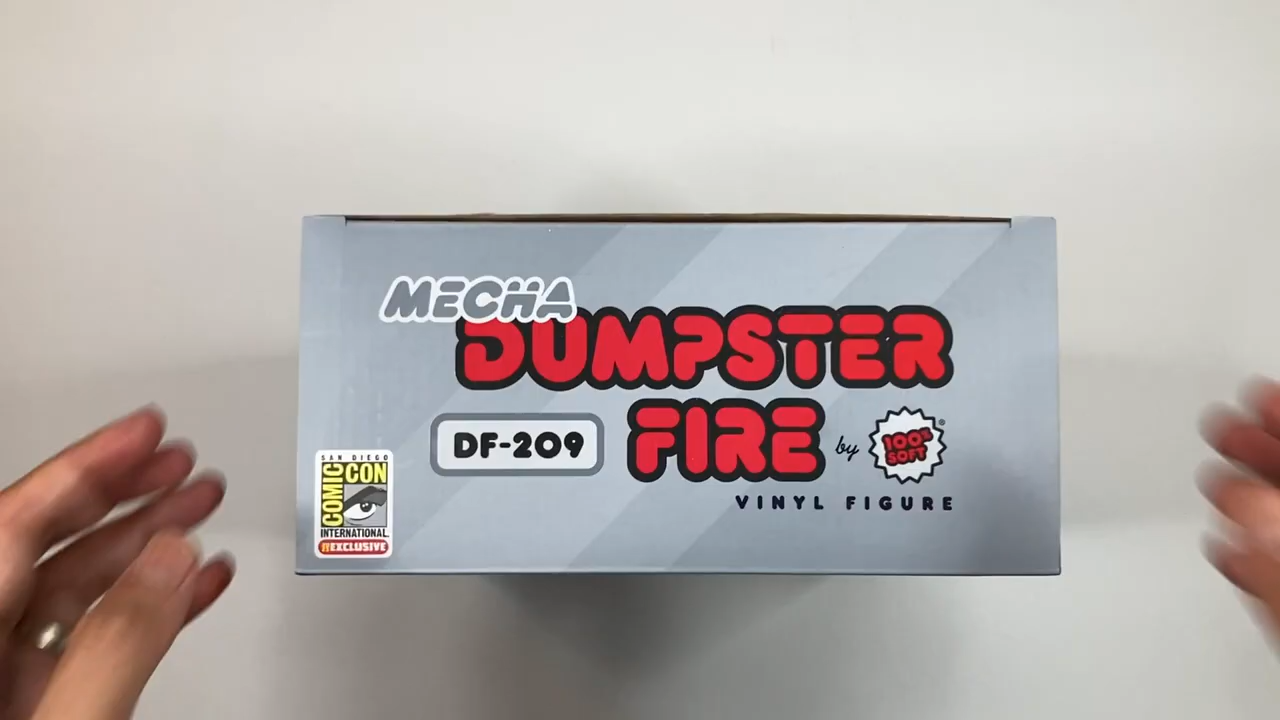 MECHA
DUMPSTER
DF-209
FIRE
by
100%
SOFT
®
VINYL FIGURE
SAN DIEGO
COMIC
CON
INTERNATIONAL
EXCLUSIVE